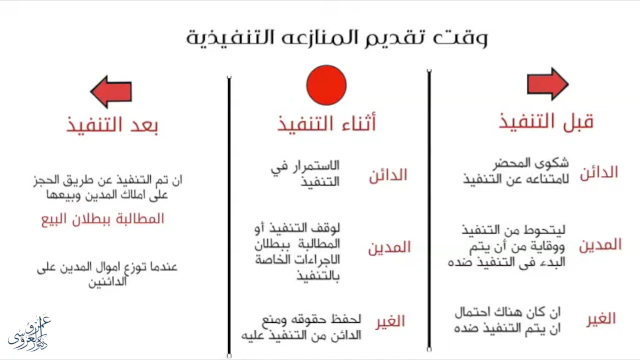 وقت تقديم المنازعه التنفيذية
قبل التنفيذ
الدائن
شكوى المحضر
لامتناعه عن التنفيذ
المدين
ليتحوط من التنفيذ
ووقاية من أن يتم
البدء فى التنفيذ ضده
الغير
ان كان هناك احتمال
ان يتم التنفيذ ضده
أثناء التنفيذ
الدائن
الاستمرار في
التنفيذ
المدين
لوقف التنفيذ أو
المطالبة ببطلان
الاجراءات الخاصة
بالتنفيذ
الغير
لحفظ حقوقه ومنع
الدائن من التنفيذ عليه
بعد التنفيذ
ان تم التنفيذ عن طريق الحجز
على املاك المدين وبيعها
المطالبة ببطلان البيع
عندما توزع اموال المدين على
الدائنين